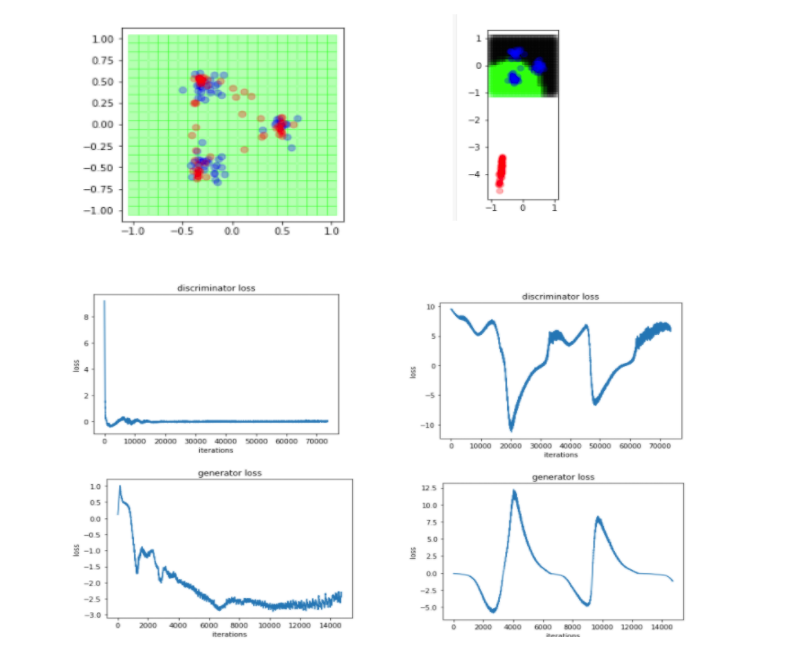 1.00
0.75
0.50
0.25
0.00
−0.25
−0.50
−0.75
−1.00
−1.0 −0.5 0.0 0.5 1.0
1
0
−1
−2
−3
−4
−1 0 1
discriminator loss
8
6
4
2
0
loss
0 10000 20000 30000 40000 50000 60000 70000
iterations
discriminator loss
10
5
0
−5
−10
loss
0 10000 20000 30000 40000 50000 60000 70000
iterations
generator loss
1.0
0.5
0.0
−0.5
−1.0
−1.5
−2.0
−2.5
−3.0
loss
0 2000 4000 6000 8000 10000 12000 14000
iterations
generator loss
12.5
10.0
7.5
5.0
2.5
0.0
−2.5
−5.0
loss
0 2000 4000 6000 8000 10000 12000 14000
iterations